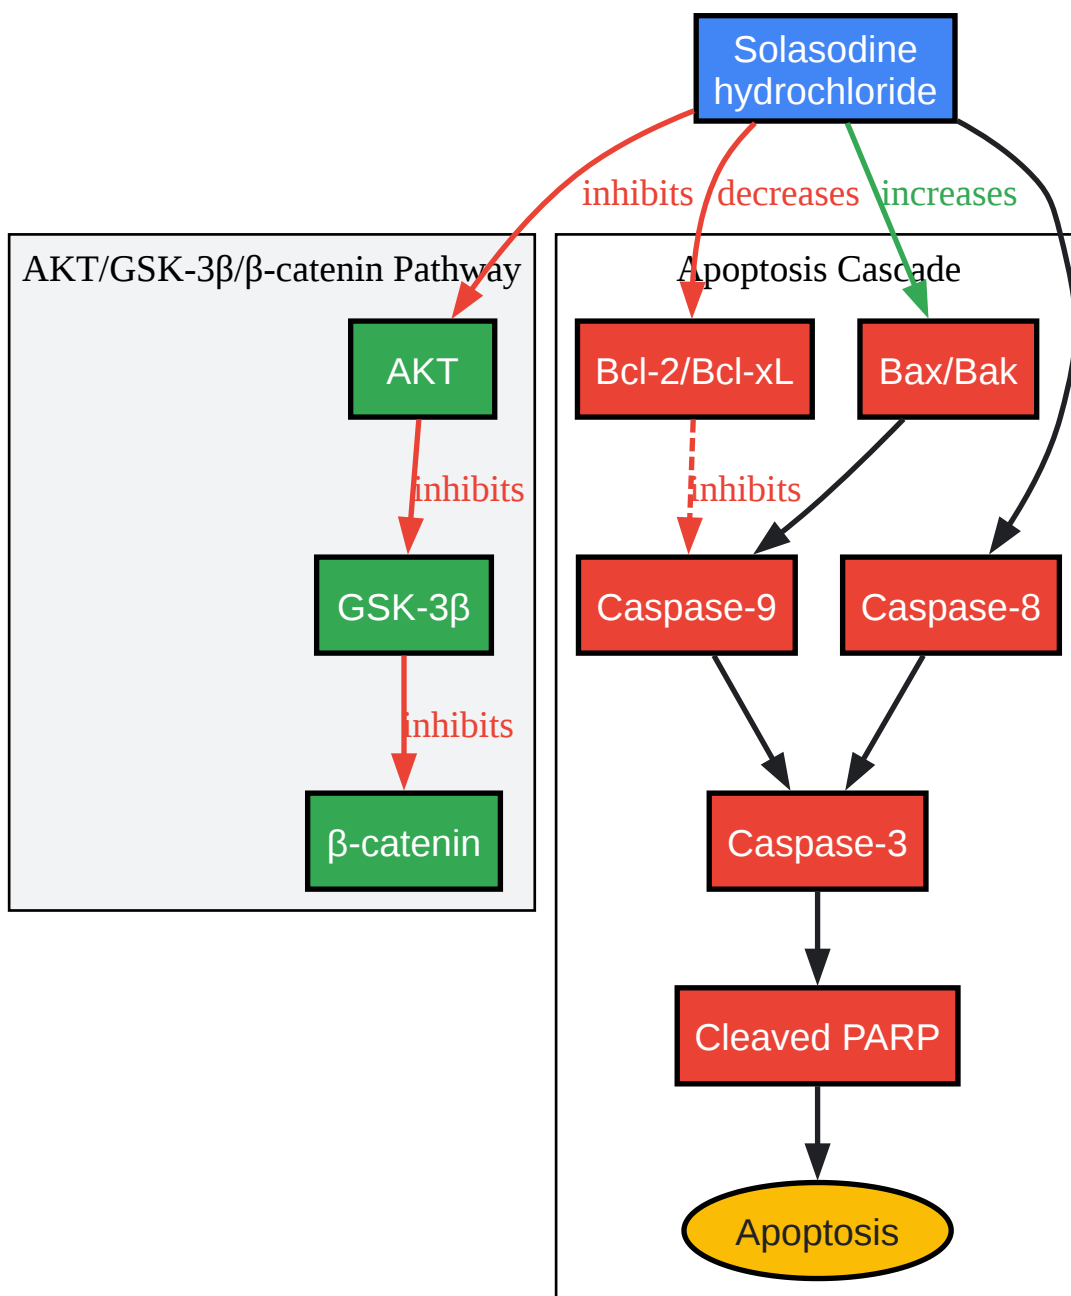 Solasodine
hydrochloride
inhibits
decreases
increases
AKT/GSK-3β/β-catenin Pathway
Apoptosis Cascade
AKT
Bcl-2/Bcl-xL
Bax/Bak
inhibits
inhibits
GSK-3β
Caspase-9
Caspase-8
inhibits
β-catenin
Caspase-3
Cleaved PARP
Apoptosis